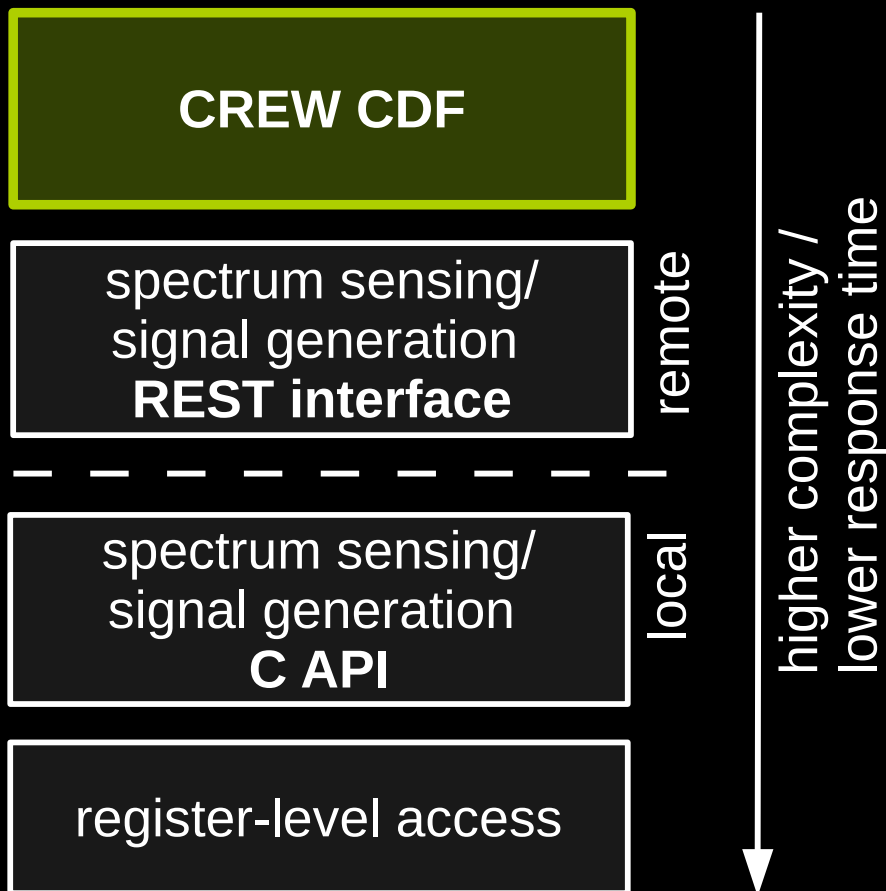 CREW CDF
spectrum sensing/
signal generation
REST interface
remote
spectrum sensing/
signal generation
C API
local
register-level access
higher complexity /
lower response time